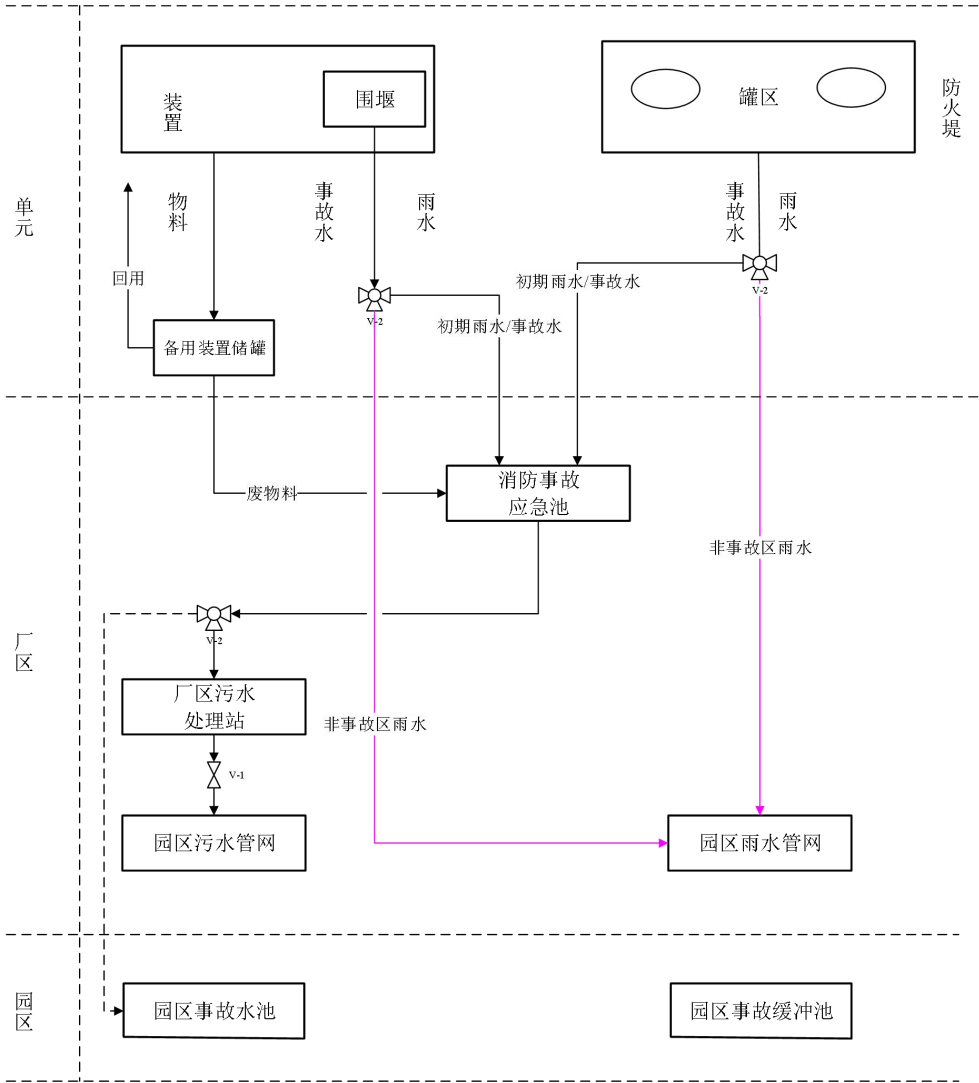 装置
围堰
罐区
防火堤
单元
物料
事故水
雨水
事故水
雨水
回用
初期雨水/事故水
V-2
V-2
初期雨水/事故水
备用装置储罐
消防事故
应急池
废物料
非事故区雨水
厂区
V-2
厂区污水
处理站
非事故区雨水
V-1
园区污水管网
园区雨水管网
园区
园区事故水池
园区事故缓冲池